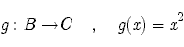 g: B→C , g(x) = x²